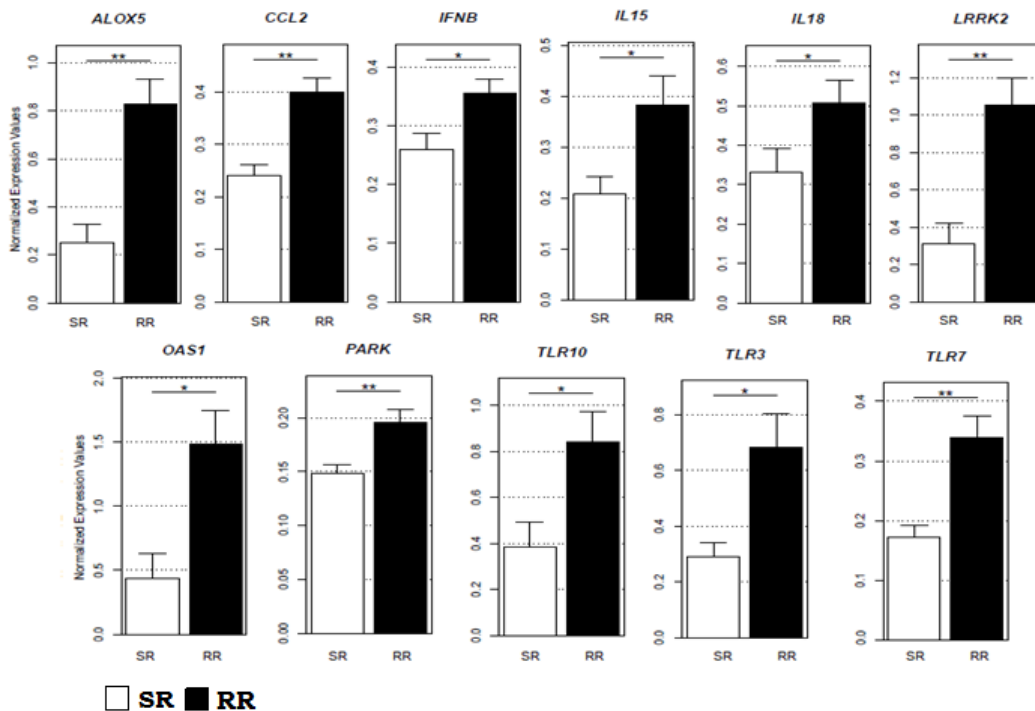 ALOX5 CCL2 IFNB IL15 IL18 LRRK2
Normalized Expression Values
0.0 0.2 0.4 0.6 0.8 1.0
**
SR RR
0.0 0.1 0.2 0.3 0.4
**
SR RR
0.0 0.1 0.2 0.3 0.4
*
SR RR
0.0 0.1 0.2 0.3 0.4 0.5
*
SR RR
0.0 0.1 0.2 0.3 0.4 0.5 0.6
*
SR RR
0.0 0.2 0.4 0.6 0.8 1.0 1.2
**
SR RR
OAS1 PARK TLR10 TLR3 TLR7
Normalized Expression Values
0.0 0.5 1.0 1.5 2.0
*
SR RR
0.00 0.05 0.10 0.15 0.20
**
SR RR
0.0 0.2 0.4 0.6 0.8 1.0
*
SR RR
0.0 0.2 0.4 0.6 0.8
*
SR RR
0.0 0.1 0.2 0.3 0.4
**
SR RR
SR RR